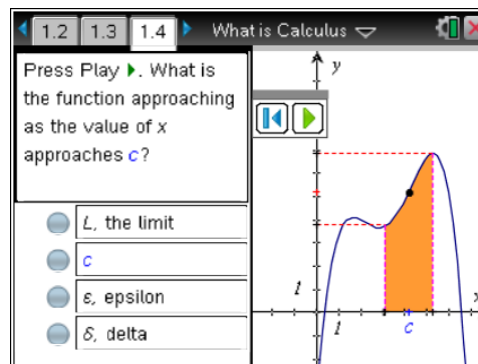 1.2 1.3 1.4 What is Calculus
Press Play ▶. What is
the function approaching
as the value of x
approaches c?
L, the limit
c
ε, epsilon
δ, delta
y
1
1
c
x